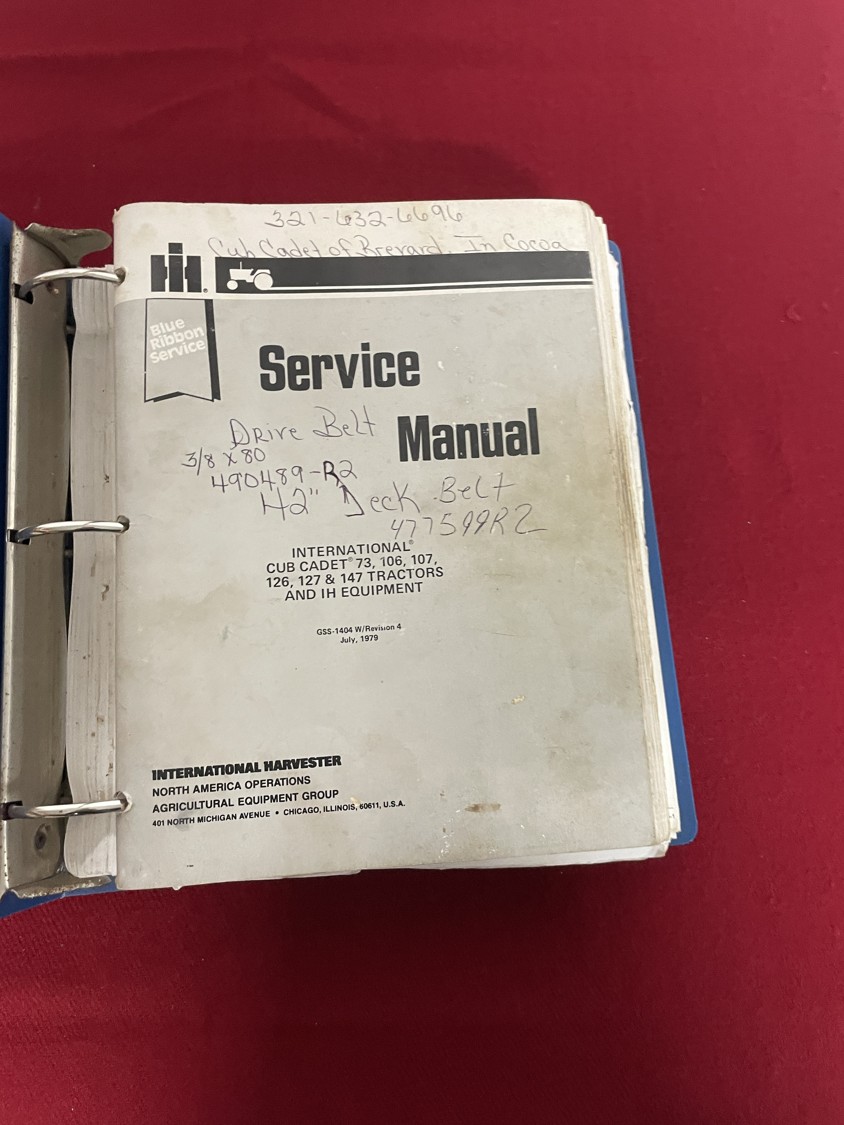 321-632-6696
Cub Cadet of Brevard. In Cocoa
IH®
Blue
Ribbon
Service
Service
Manual
Drive Belt
3/8 x 80
490489-R2
42" Deck Belt
477599R2
INTERNATIONAL®
CUB CADET® 73, 106, 107,
126, 127 & 147 TRACTORS
AND IH EQUIPMENT
GSS-1404 W/Revision 4
July, 1979
INTERNATIONAL HARVESTER
NORTH AMERICA OPERATIONS
AGRICULTURAL EQUIPMENT GROUP
401 NORTH MICHIGAN AVENUE • CHICAGO, ILLINOIS, 60611, U.S.A.